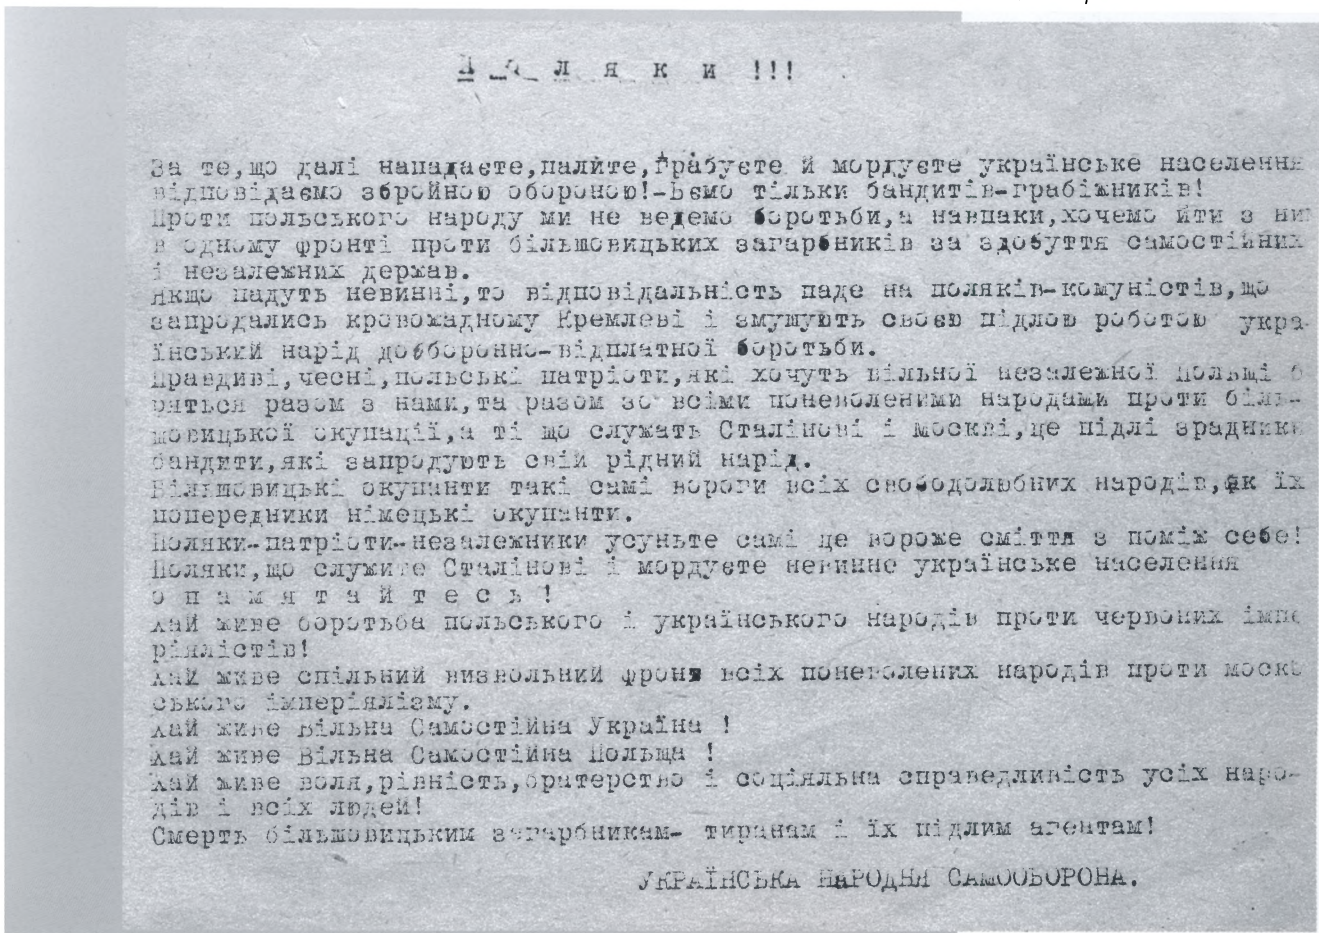 П о л я к и !!!
За те,що далі нападаєте,палите,грабуєте й мордуєте українське населення
відповідаємо збройною обороною!-Бємо тільки бандитів-грабіжників!
Проти польського народу ми не ведемо боротьби,а навпаки,хочемо йти з ни
в одному фронті проти більшовицьких загарбників за здобуття самостійних
і незалежних держав.
Якщо падуть невинні,то відповідальність паде на поляків-комуністів,що
запродались кровожадному Кремлеві і змушують своєю підлою роботою укра-
їнський нарід до оборонно-відплатної боротьби.
Правдиві,чесні,польські патріоти,які хочуть вільної незалежної Польщі б
ряться разом з нами,та разом зо всіми поневоленими народами проти біль-
шовицької окупації,а ті що служать Сталінові і москві,це підлі зрадники
бандити,які запродують свій рідний нарід.
Більшовицькі окупанти такі самі вороги всіх свободолюбних народів,як їх
попередники німецькі окупанти.
Поляки-патріоти-незалежники усуньте самі це вороже сміття з поміж себе!
Поляки,що служите Сталінові і мордуєте невинне українське населення
о п а м я т а й т е с ь !
Хай живе боротьба польського і українського народів проти червоних імпе
ріялістів!
Хай живе спільний визвольний фронт всіх поневолених народів проти моско
ського імперіялізму.
Хай живе Вільна Самостійна Україна !
Хай живе Вільна Самостійна Польща !
Хай живе воля,рівність,братерство і соціяльна справедливість усіх наро-
дів і всіх людей!
Смерть більшовицьким загарбникам- тиранам і їх підлим агентам!
УКРАЇНСЬКА НАРОДНЯ САМООБОРОНА.